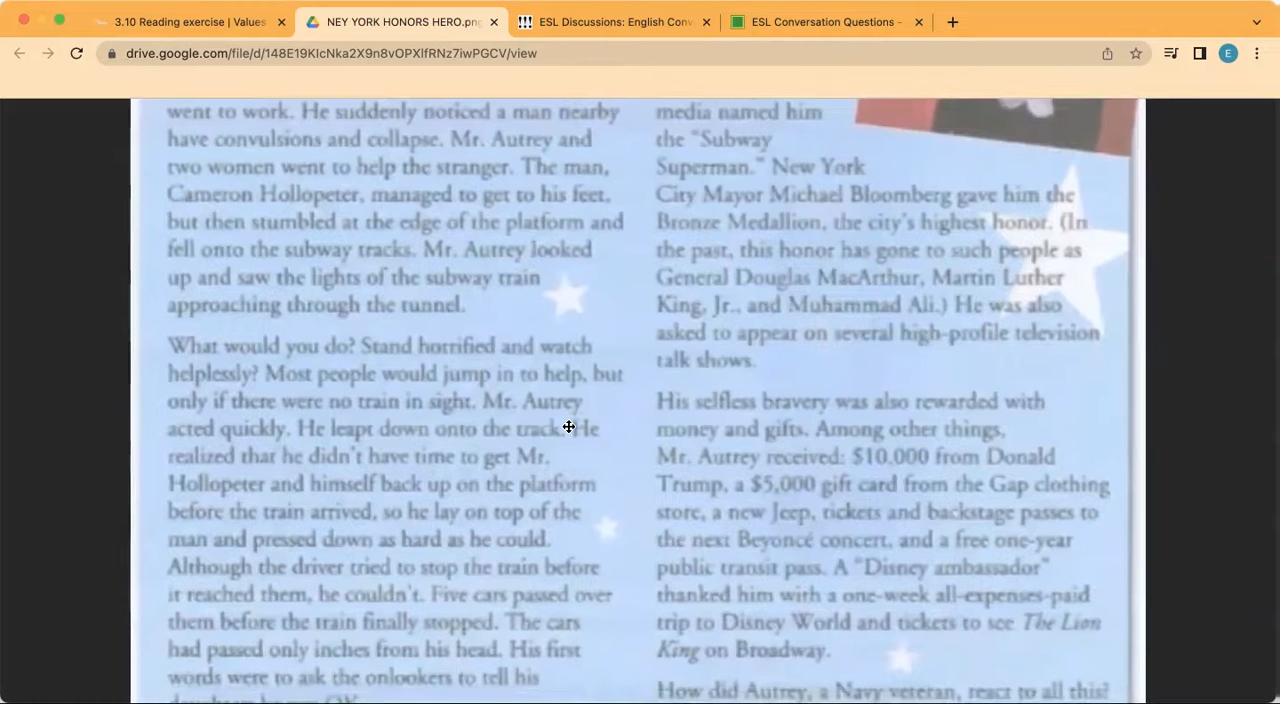 3.10 Reading exercise | Values
NEY YORK HONORS HERO.png
ESL Discussions: English Conv
ESL Conversation Questions -
drive.google.com/file/d/148E19KIcNka2X9n8vOPXlfRNz7iwPGCV/view
E
went to work. He suddenly noticed a man nearby
have convulsions and collapse. Mr. Autrey and
two women went to help the stranger. The man,
Cameron Hollopeter, managed to get to his feet,
but then stumbled at the edge of the platform and
fell onto the subway tracks. Mr. Autrey looked
up and saw the lights of the subway train
approaching through the tunnel.
What would you do? Stand horrified and watch
helplessly? Most people would jump in to help, but
only if there were no train in sight. Mr. Autrey
acted quickly. He leapt down onto the track. He
realized that he didn't have time to get Mr.
Hollopeter and himself back up on the platform
before the train arrived, so he lay on top of the
man and pressed down as hard as he could.
Although the driver tried to stop the train before
it reached them, he couldn't. Five cars passed over
them before the train finally stopped. The cars
had passed only inches from his head. His first
words were to ask the onlookers to tell his
media named him
the "Subway
Superman." New York
City Mayor Michael Bloomberg gave him the
Bronze Medallion, the city's highest honor. (In
the past, this honor has gone to such people as
General Douglas MacArthur, Martin Luther
King, Jr., and Muhammad Ali.) He was also
asked to appear on several high-profile television
talk shows.
His selfless bravery was also rewarded with
money and gifts. Among other things,
Mr. Autrey received: $10,000 from Donald
Trump, a $5,000 gift card from the Gap clothing
store, a new Jeep, tickets and backstage passes to
the next Beyoncé concert, and a free one-year
public transit pass. A "Disney ambassador"
thanked him with a one-week all-expenses-paid
trip to Disney World and tickets to see The Lion
King on Broadway.
How did Autrey, a Navy veteran, react to all this?